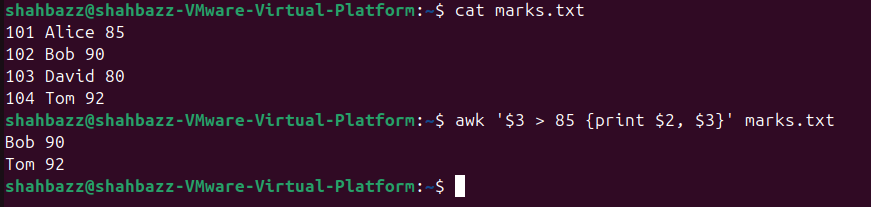 shahbazz@shahbazz-VMware-Virtual-Platform:~$ cat marks.txt
101 Alice 85
102 Bob 90
103 David 80
104 Tom 92
shahbazz@shahbazz-VMware-Virtual-Platform:~$ awk '$3 > 85 {print $2, $3}' marks.txt
Bob 90
Tom 92
shahbazz@shahbazz-VMware-Virtual-Platform:~$